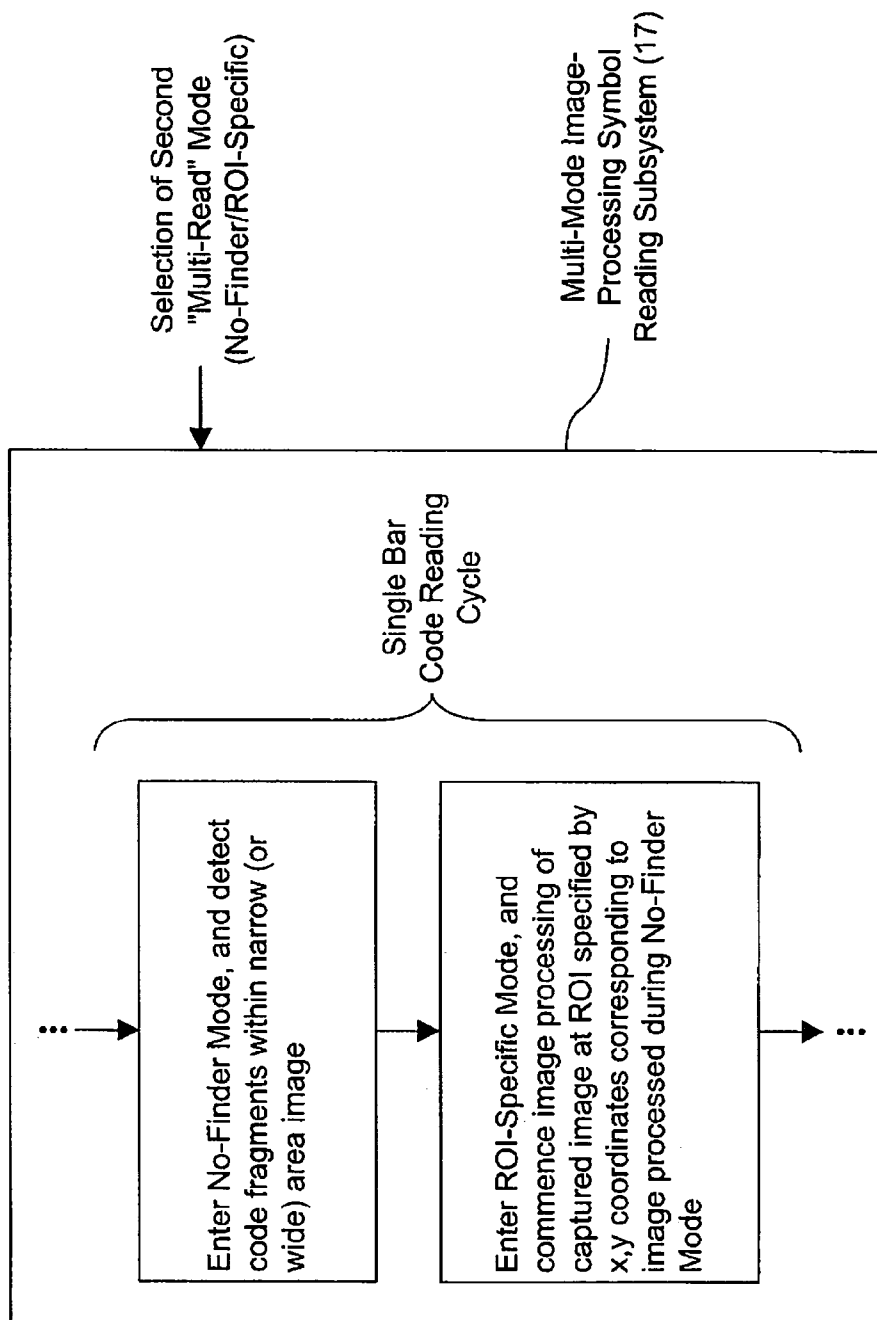 Selection of Second
"Multi-Read" Mode
(No-Finder/ROI-Specific)
Multi-Mode Image-
Processing Symbol
Reading Subsystem (17)
Single Bar
Code Reading
Cycle
...
Enter No-Finder Mode, and detect
code fragments within narrow (or
wide) area image
Enter ROI-Specific Mode, and
commence image processing of
captured image at ROI specified by
x,y coordinates corresponding to
image processed during No-Finder
Mode
...